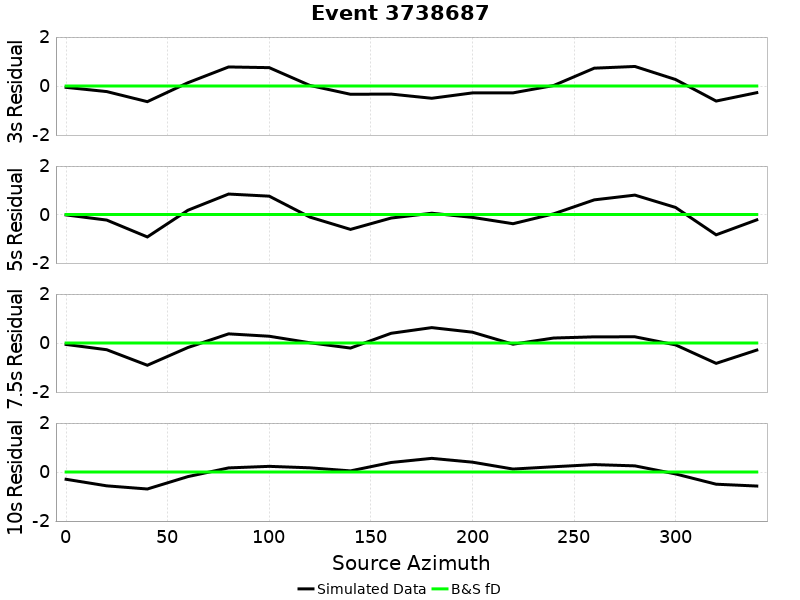 Event 3738687
3s Residual
2
0
-2
5s Residual
2
0
-2
7.5s Residual
2
0
-2
10s Residual
2
0
-2
0 50 100 150 200 250 300
Source Azimuth
Simulated Data B&S fD